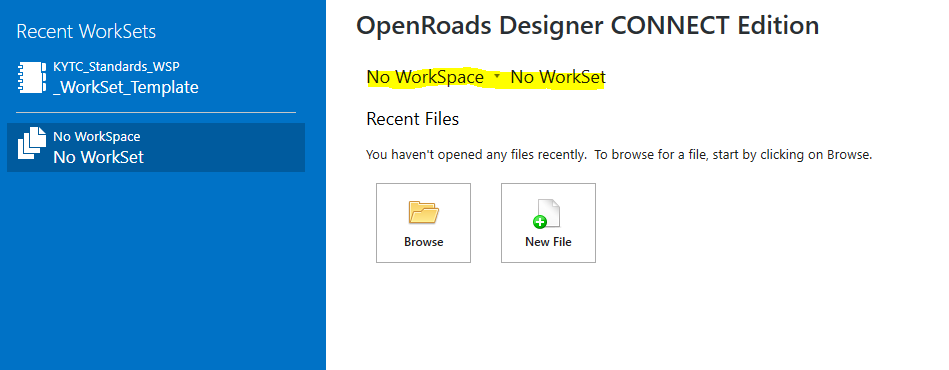 Recent WorkSets
KYTC_Standards_WSP
_WorkSet_Template
No WorkSpace
No WorkSet
OpenRoads Designer CONNECT Edition
No WorkSpace No WorkSet
Recent Files
You haven't opened any files recently. To browse for a file, start by clicking on Browse.
Browse
New File